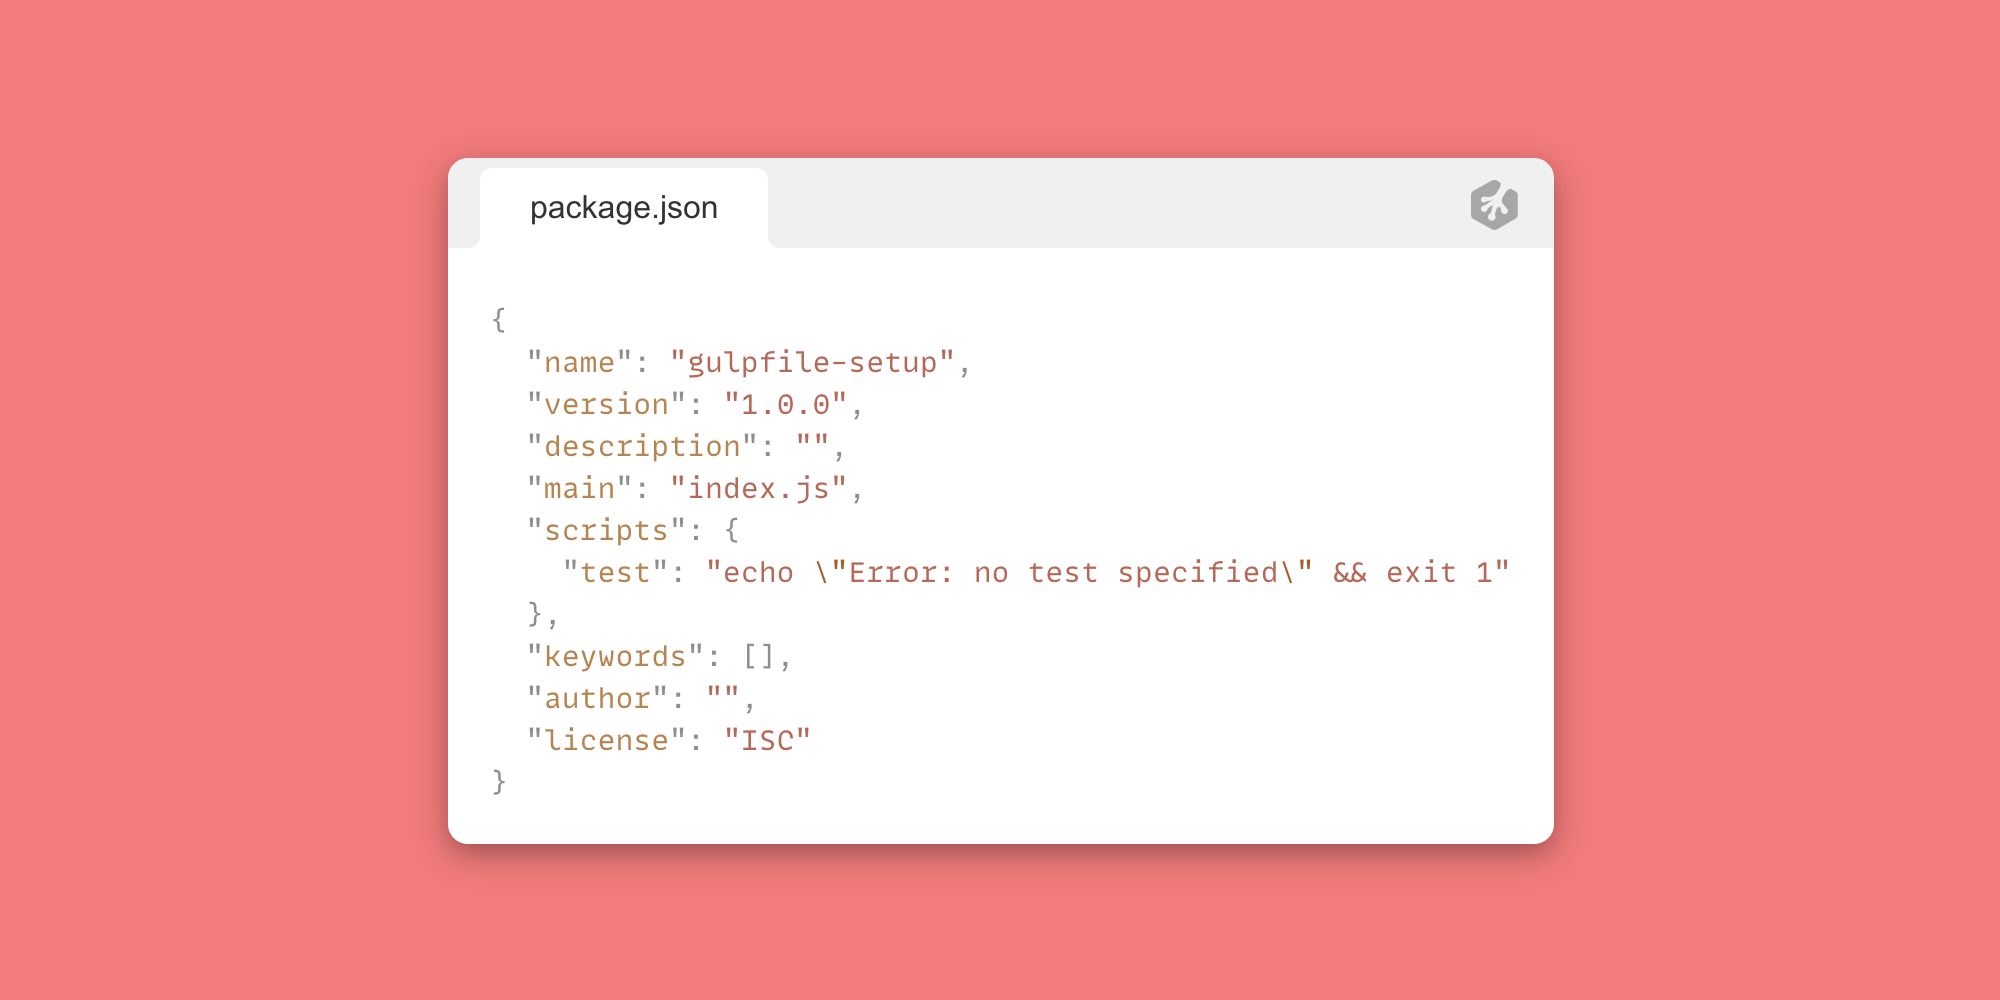 package.json
{
  "name": "gulpfile-setup",
  "version": "1.0.0",
  "description": "",
  "main": "index.js",
  "scripts": {
    "test": "echo \"Error: no test specified\" && exit 1"
  },
  "keywords": [],
  "author": "",
  "license": "ISC"
}